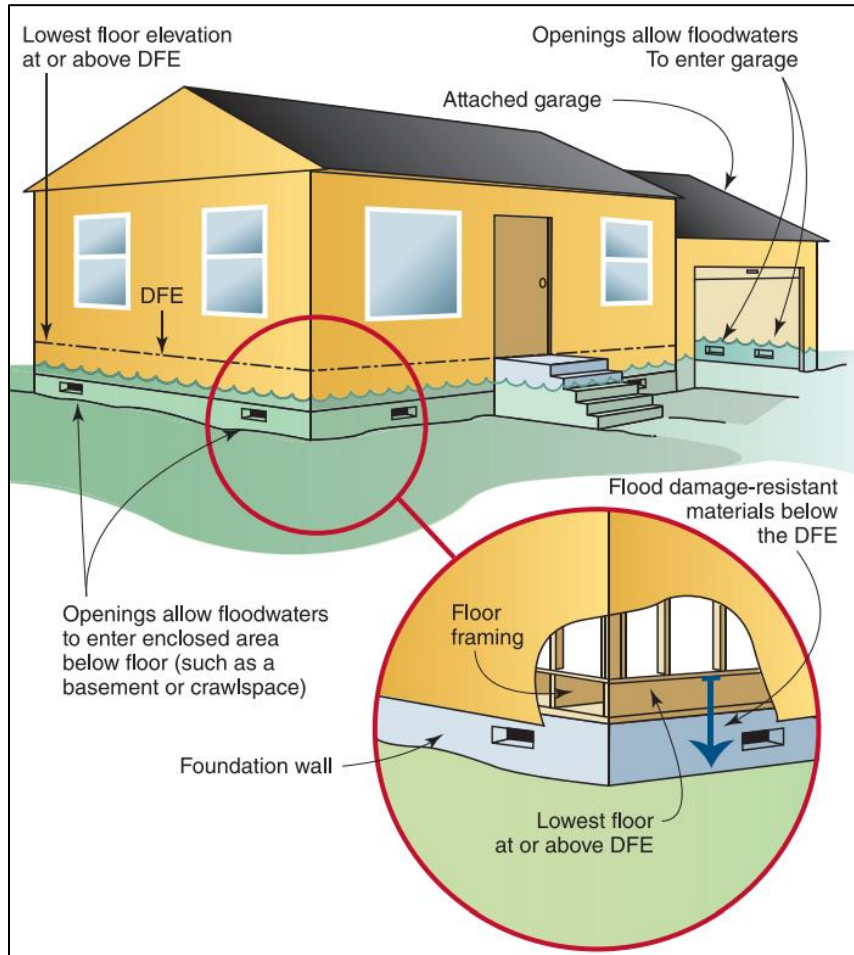 Lowest floor elevation
at or above DFE
Openings allow floodwaters
To enter garage
Attached garage
DFE
Flood damage-resistant
materials below
the DFE
Openings allow floodwaters
to enter enclosed area
below floor (such as a
basement or crawlspace)
Floor
framing
Foundation wall
Lowest floor
at or above DFE